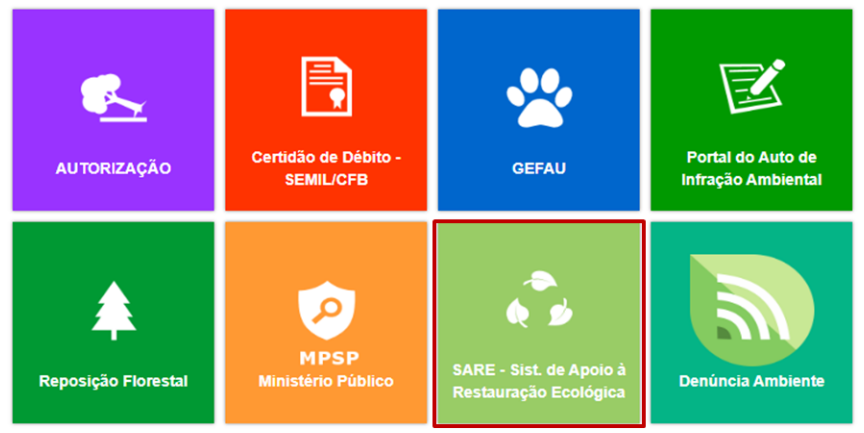 AUTORIZAÇÃO
Certidão de Débito -
SEMIL/CFB
GEFAU
Portal do Auto de
Infração Ambiental
Reposição Florestal
MPSP
Ministério Público
SARE - Sist. de Apoio à
Restauração Ecológica
Denúncia Ambiente